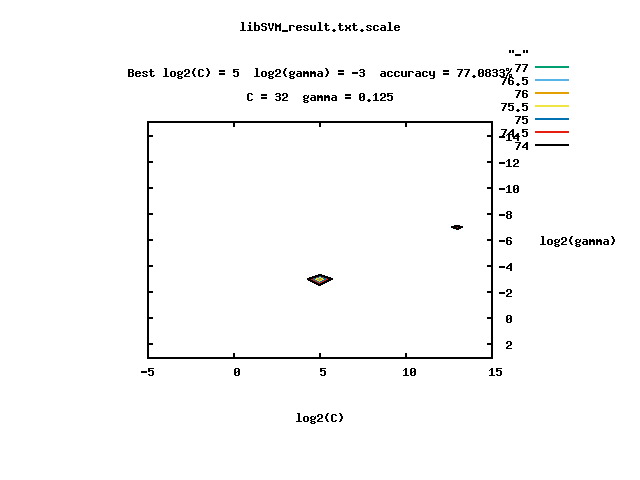 libSVM_result.txt.scale
"-"
Best log2(C) = 5  log2(gamma) = -3  accuracy = 77.0833%
C = 32  gamma = 0.125
77
76.5
76
75.5
75
74.5
74
-14
-12
-10
-8
-6
-4
-2
0
2
log2(gamma)
-5 0 5 10 15
log2(C)